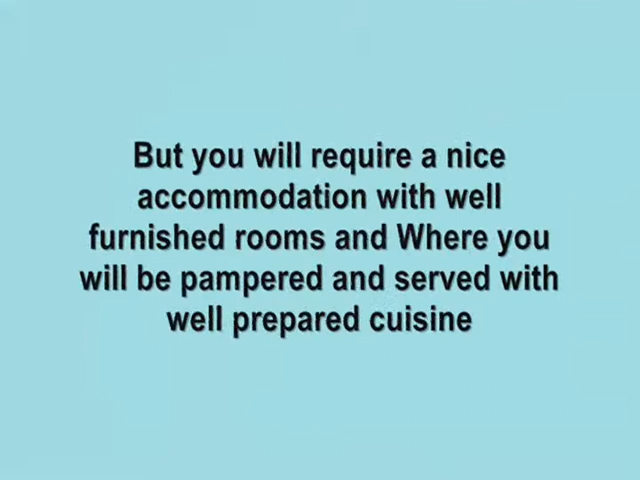 But you will require a nice
accommodation with well
furnished rooms and Where you
will be pampered and served with
well prepared cuisine